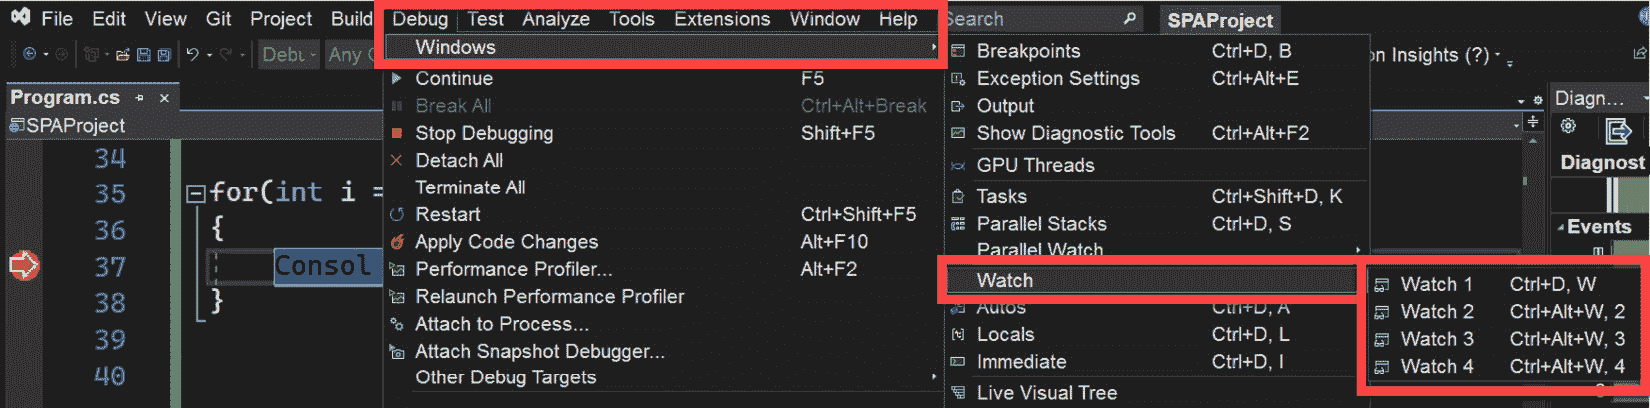 File Edit View Git Project Build Debug Test Analyze Tools Extensions Window Help Search SPAProject
Any
Program.cs
SPAProject
34
35 for(int i =
36 {
37 Consol
38 }
39
40
Windows
Continue F5
Break All Ctrl+Alt+Break
Stop Debugging Shift+F5
Detach All
Terminate All
Restart Ctrl+Shift+F5
Apply Code Changes Alt+F10
Performance Profiler... Alt+F2
Relaunch Performance Profiler
Attach to Process...
Attach Snapshot Debugger...
Other Debug Targets
Breakpoints Ctrl+D, B
Exception Settings Ctrl+Alt+E
Output
Show Diagnostic Tools Ctrl+Alt+F2
GPU Threads
Tasks Ctrl+Shift+D, K
Parallel Stacks Ctrl+D, S
Parallel Watch
Watch
Autos Ctrl+D, A
Locals Ctrl+D, L
Immediate Ctrl+D, I
Live Visual Tree
Watch 1 Ctrl+D, W
Watch 2 Ctrl+Alt+W, 2
Watch 3 Ctrl+Alt+W, 3
Watch 4 Ctrl+Alt+W, 4
on Insights (?)
Diagn...
Diagnost
Events